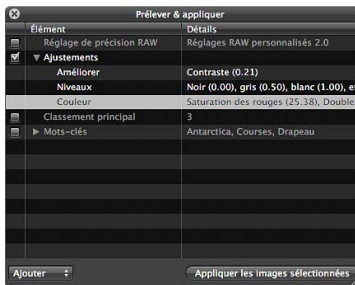 Prélever & appliquer
Élément Détails
Réglage de précision RAW Réglages RAW personnalisés 2.0
Ajustements
Améliorer Contraste (0.21)
Niveaux Noir (0.00), gris (0.50), blanc (1.00), e
Couleur Saturation des rouges (25.38), Double
Classement principal 3
Mots-clés Antarctica, Courses, Drapeau
Ajouter Appliquer les images sélectionnées